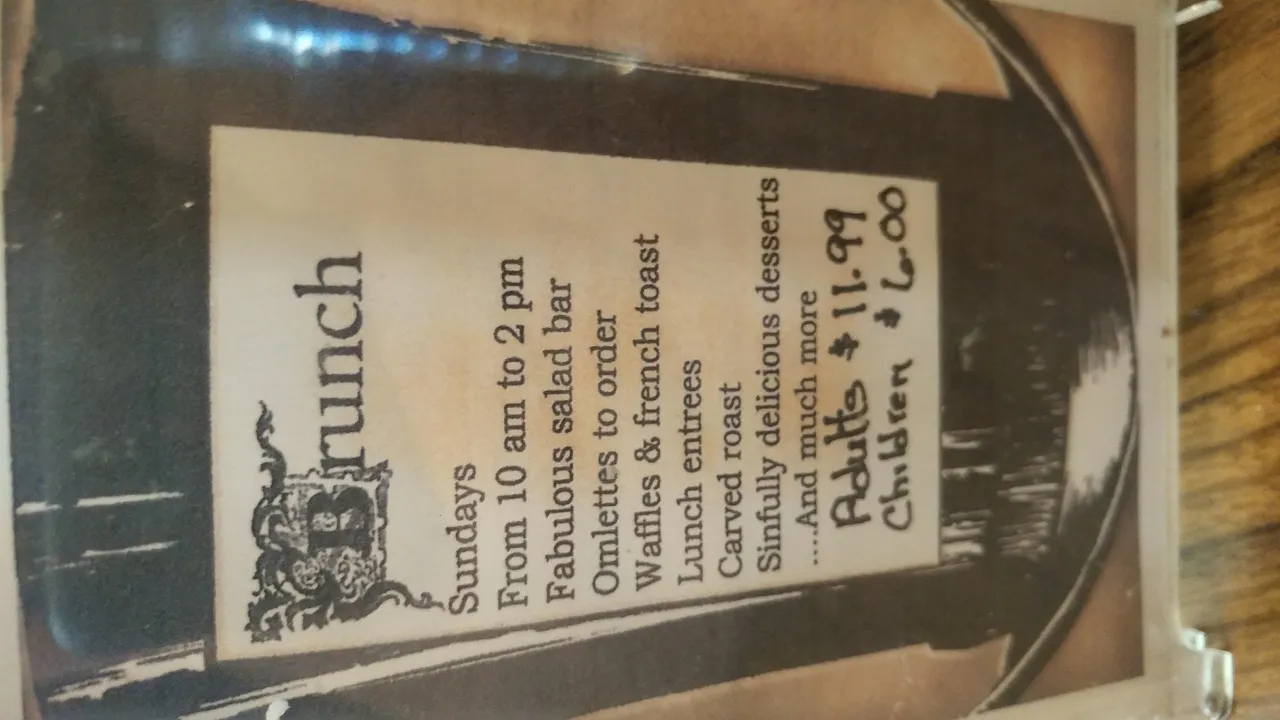 Brunch
Sundays
From 10 am to 2 pm
Fabulous salad bar
Omlettes to order
Waffles & french toast
Lunch entrees
Carved roast
Sinfully delicious desserts
....And much more
Adults $11.99
Children $6.00